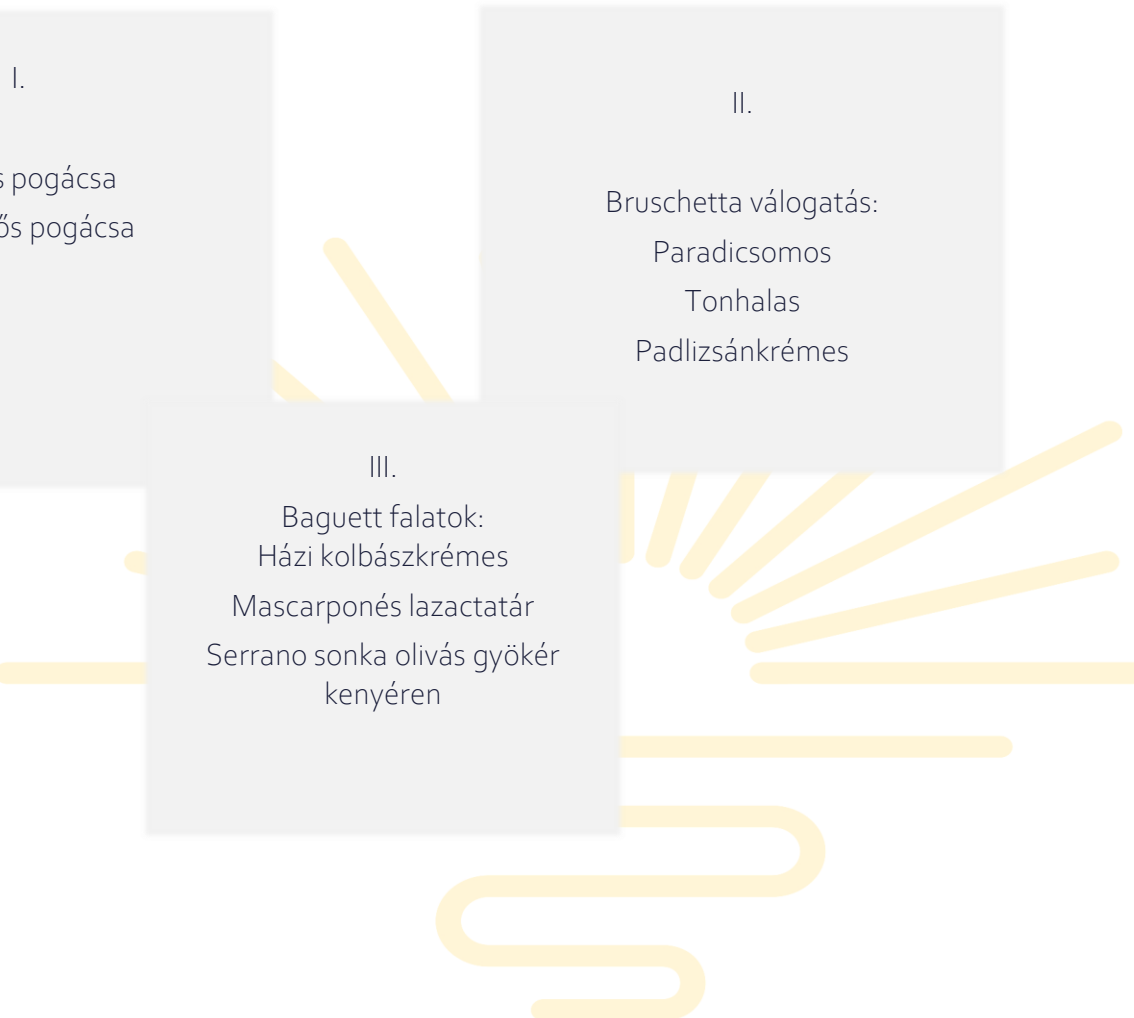 I.
pogácsa
pogácsa
II.
Bruschetta válogatás:
Paradicsomos
Tonhalas
Padlizsánkrémes
III.
Baguett falatok:
Házi kolbászkrémes
Mascarponés lazactatár
Serrano sonka olivás gyökér
kenyéren